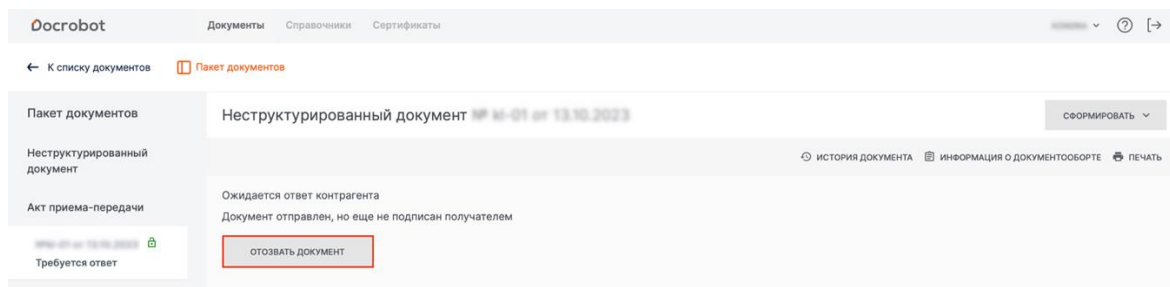 Docrobot
Документы Справочники Сертификаты
← К списку документов
Пакет документов
Пакет документов
Неструктурированный документ
Акт приема-передачи
Требуется ответ
Неструктурированный документ
СФОРМИРОВАТЬ
ИСТОРИЯ ДОКУМЕНТА ИНФОРМАЦИЯ О ДОКУМЕНТООБОРТЕ ПЕЧАТЬ
Ожидается ответ контрагента
Документ отправлен, но еще не подписан получателем
ОТОЗВАТЬ ДОКУМЕНТ